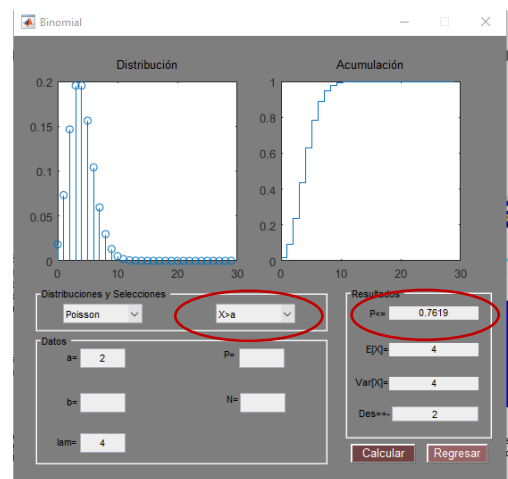 Binomial
Distribución
Acumulación
0.2
0.15
0.1
0.05
0
0 10 20 30
1
0.8
0.6
0.4
0.2
0
0 10 20 30
Distribuciones y Selecciones
Poisson
X>a
Datos
a= 2
P=
b=
N=
lam= 4
Resultados
P<= 0.7619
E[X]= 4
Var[X]= 4
Des=+- 2
Calcular
Regresar